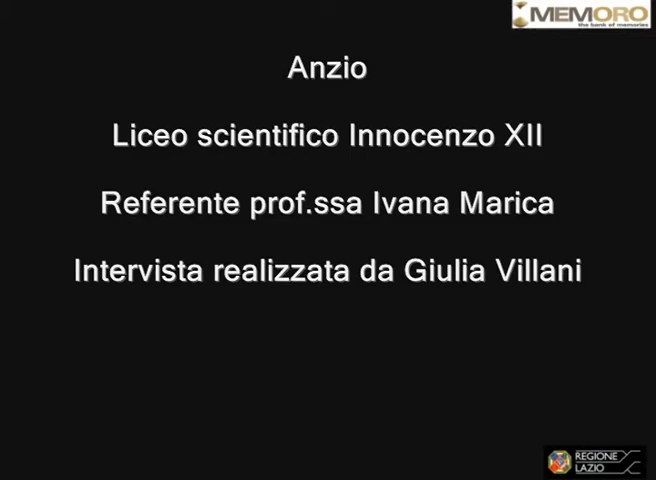 MEMORO
the bank of memories
Anzio
Liceo scientifico Innocenzo XII
Referente prof.ssa Ivana Marica
Intervista realizzata da Giulia Villani
REGIONE
LAZIO